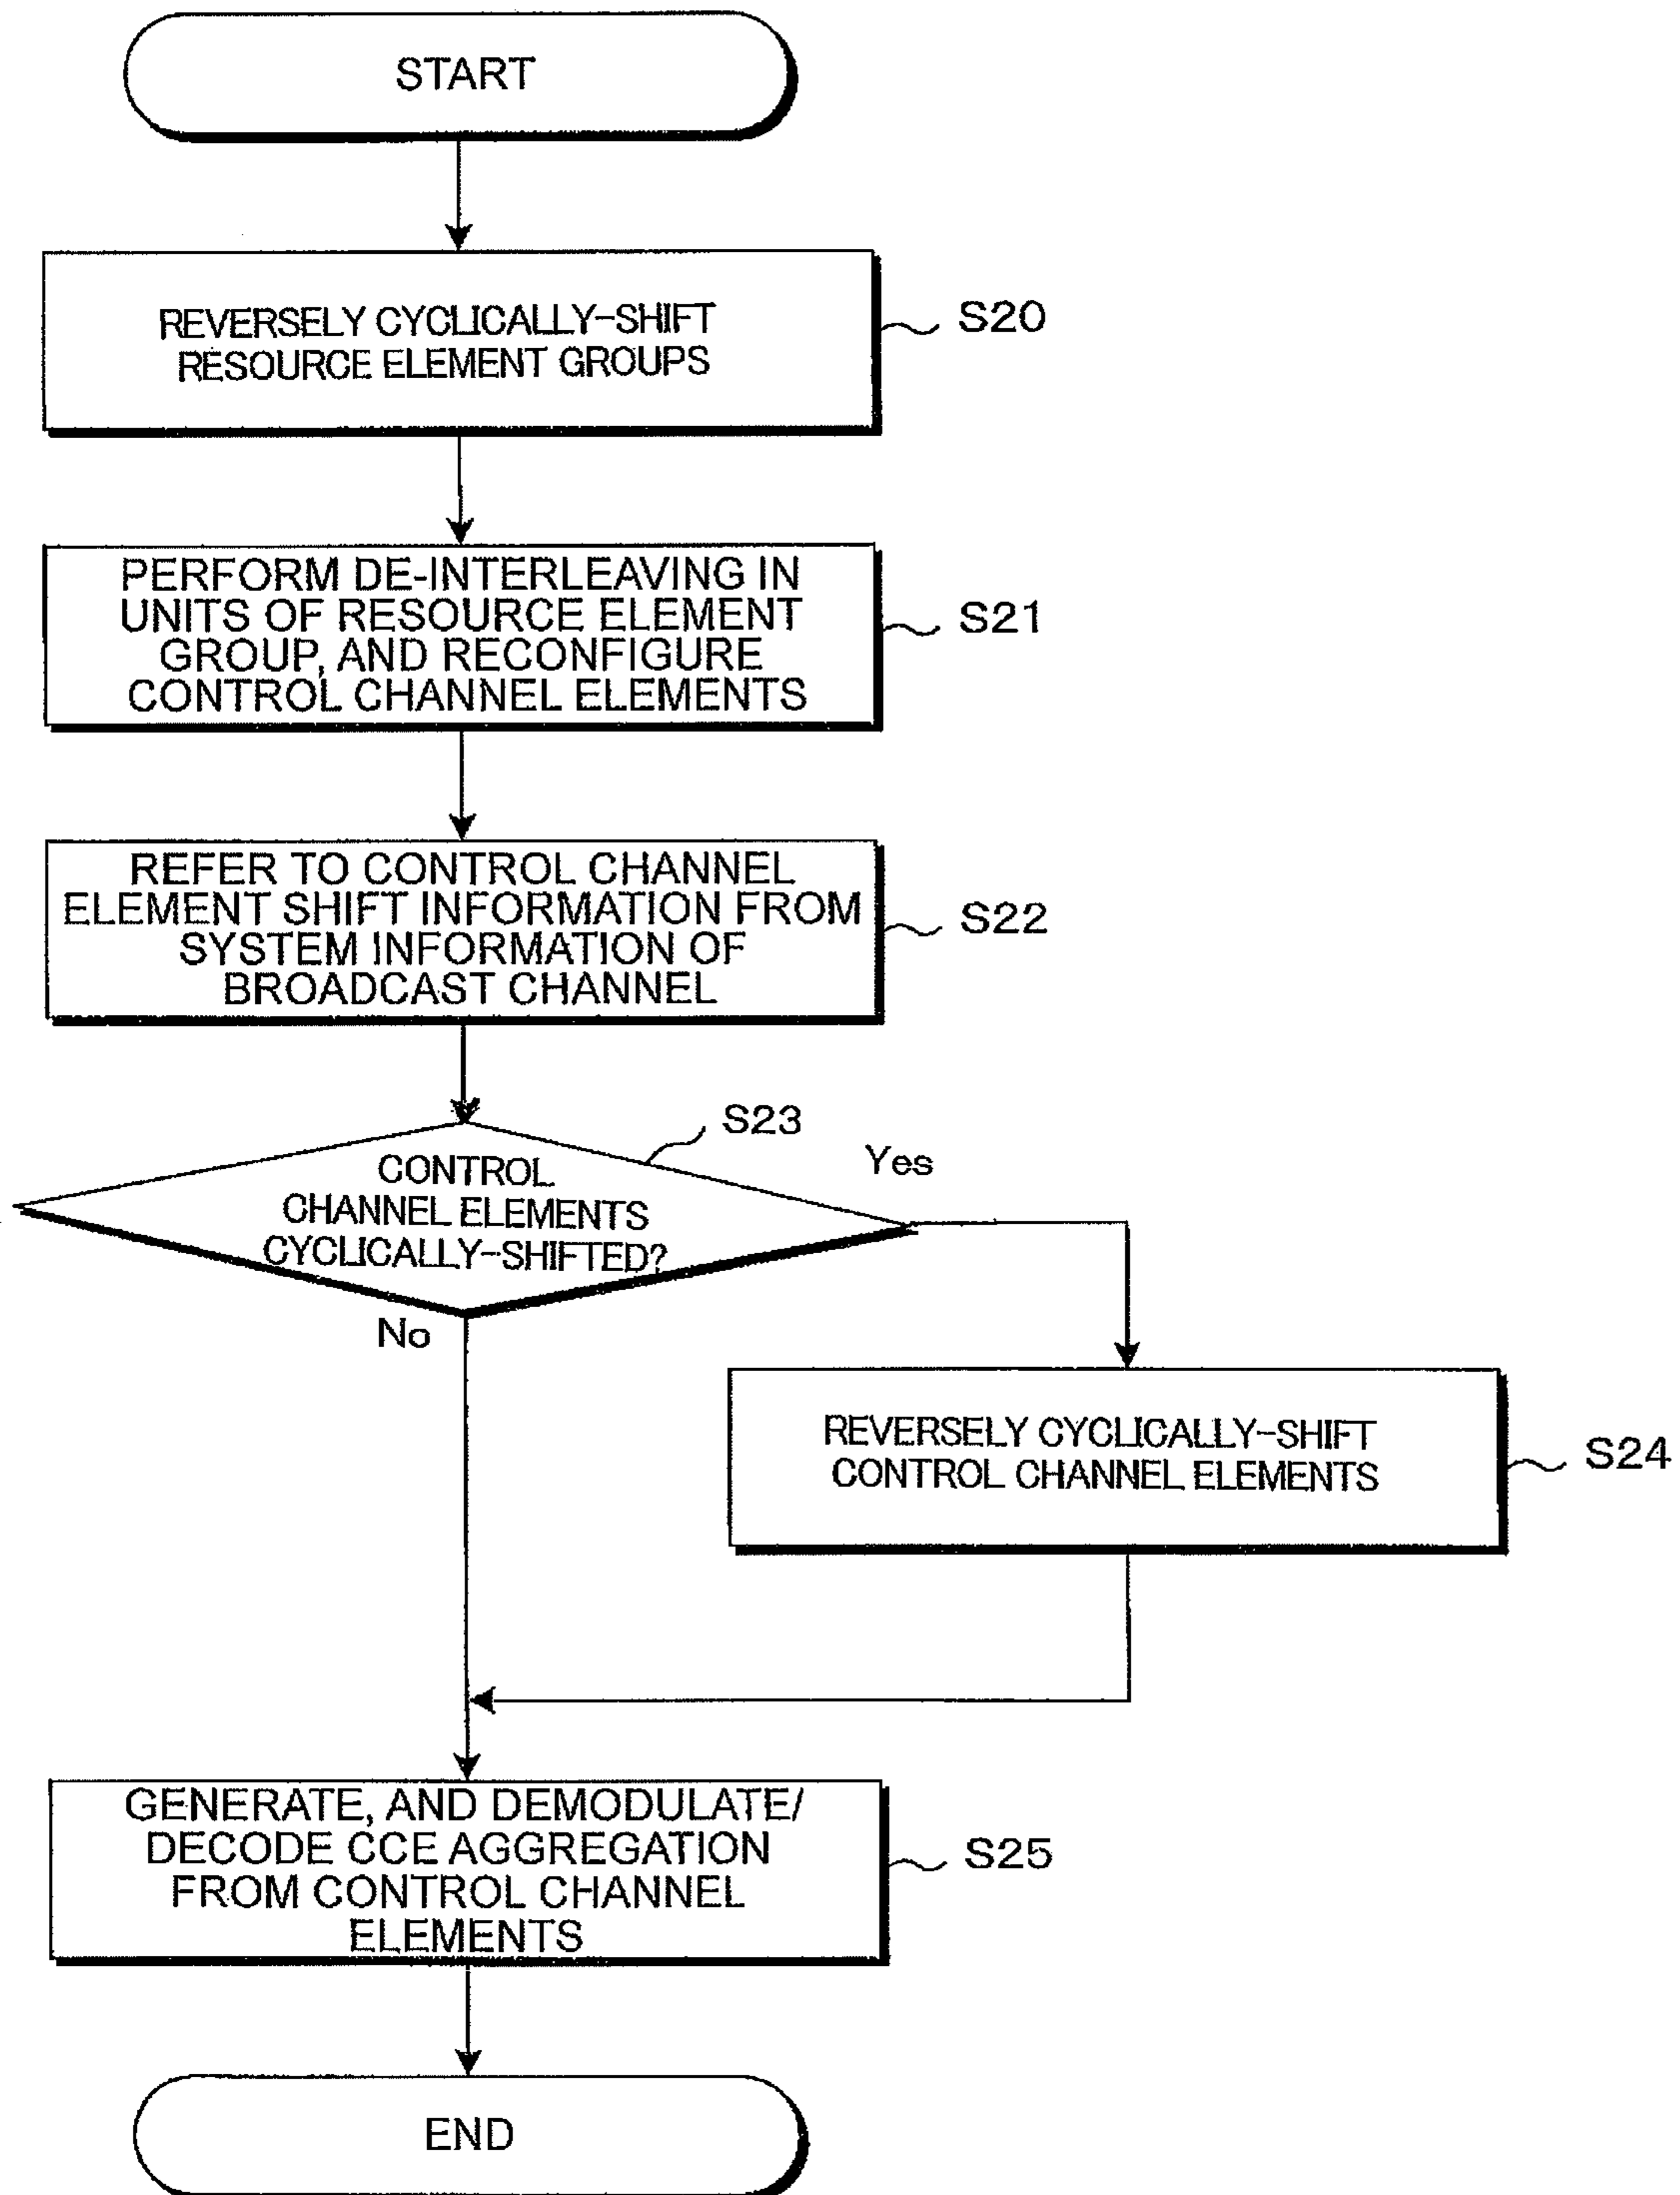 START
REVERSELY CYCLICALLY-SHIFT
RESOURCE ELEMENT GROUPS
S20
PERFORM DE-INTERLEAVING IN
UNITS OF RESOURCE ELEMENT
GROUP, AND RECONFIGURE
CONTROL CHANNEL ELEMENTS
S21
REFER TO CONTROL CHANNEL
ELEMENT SHIFT INFORMATION FROM
SYSTEM INFORMATION OF
BROADCAST CHANNEL
S22
S23
CONTROL
CHANNEL ELEMENTS
CYCLICALLY-SHIFTED?
Yes
No
REVERSELY CYCLICALLY-SHIFT
CONTROL CHANNEL ELEMENTS
S24
GENERATE, AND DEMODULATE/
DECODE CCE AGGREGATION
FROM CONTROL CHANNEL
ELEMENTS
S25
END